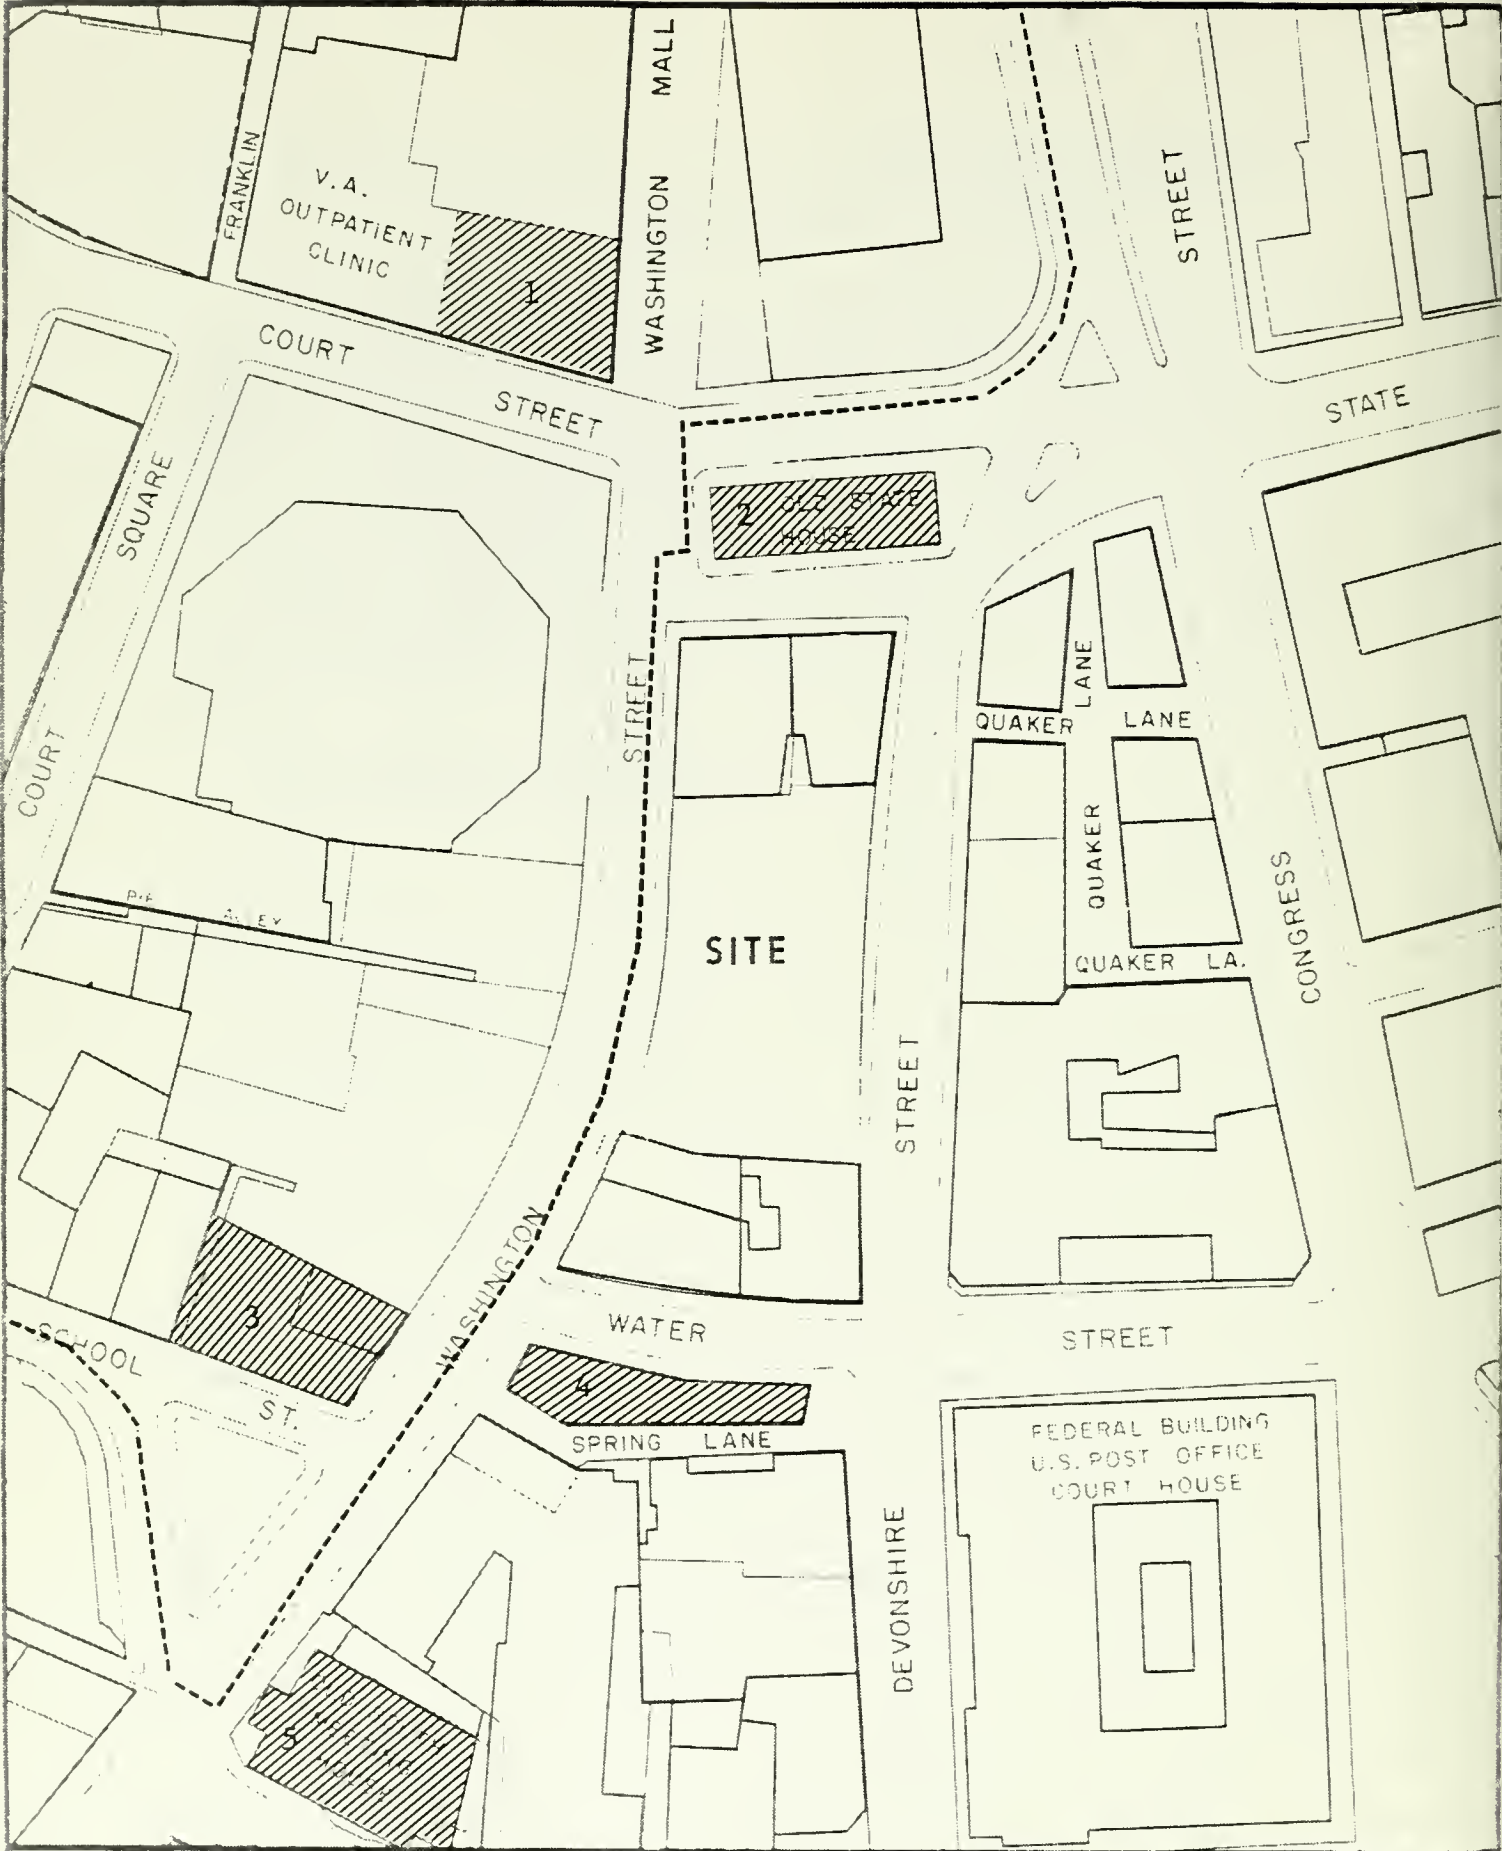 MALL
WASHINGTON
FRANKLIN
V.A.
OUTPATIENT
CLINIC
1
STREET
COURT
STREET
STATE
SQUARE
COURT
2 OLD STATE
HOUSE
STREET
LANE
QUAKER LANE
QUAKER
QUAKER LA.
CONGRESS
ALLEY
SITE
STREET
WASHINGTON
3
SCHOOL
ST.
WATER
STREET
4
SPRING LANE
FEDERAL BUILDING
U.S. POST OFFICE
COURT HOUSE
DEVONSHIRE
5